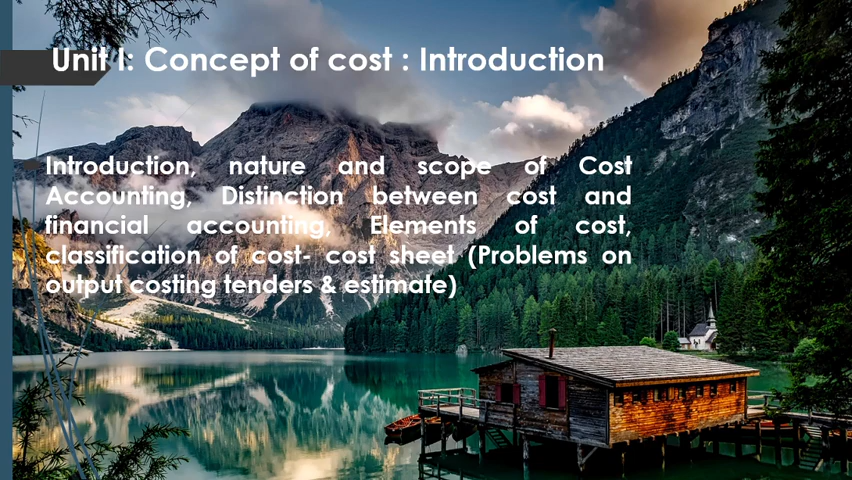 Unit I: Concept of cost : Introduction
Introduction, nature and scope of Cost
Accounting, Distinction between cost and
financial accounting, Elements of cost,
classification of cost- cost sheet (Problems on
output costing tenders & estimate)